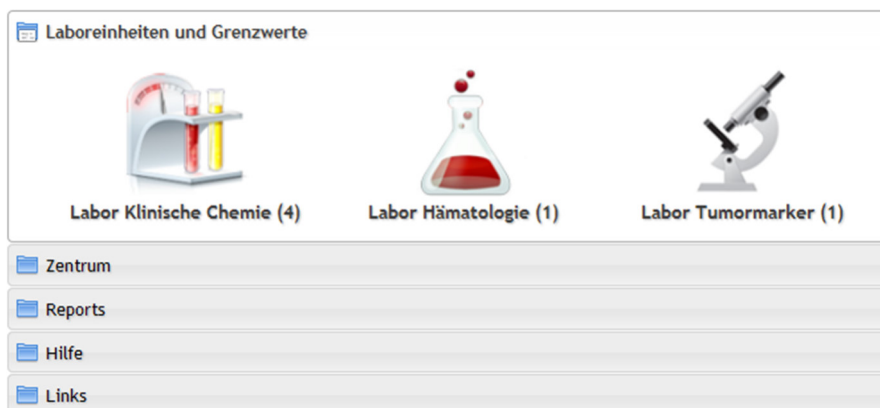 Laboreinheiten und Grenzwerte
Labor Klinische Chemie (4)
Labor Hämatologie (1)
Labor Tumormarker (1)
Zentrum
Reports
Hilfe
Links